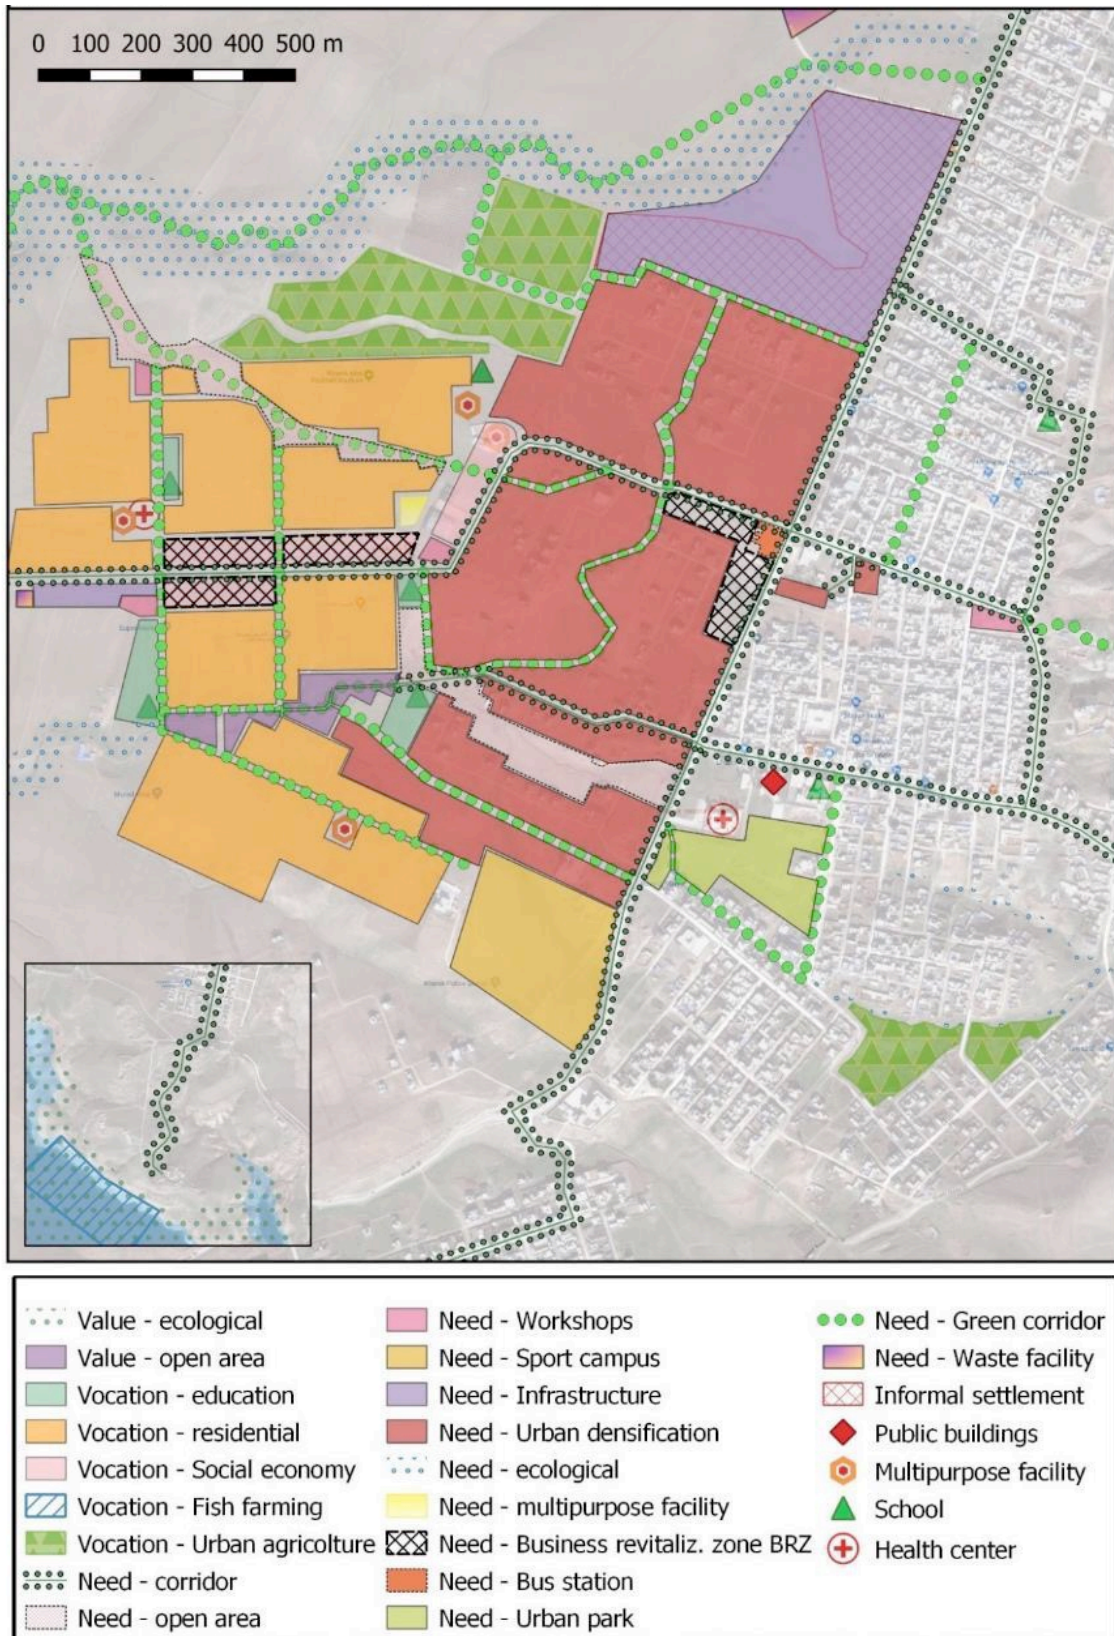 0 100 200 300 400 500 m
Value - ecological
Value - open area
Vocation - education
Vocation - residential
Vocation - Social economy
Vocation - Fish farming
Vocation - Urban agriculture
Need - corridor
Need - open area
Need - Workshops
Need - Sport campus
Need - Infrastructure
Need - Urban densification
Need - ecological
Need - multipurpose facility
Need - Business revitaliz. zone BRZ
Need - Bus station
Need - Urban park
Need - Green corridor
Need - Waste facility
Informal settlement
Public buildings
Multipurpose facility
School
Health center